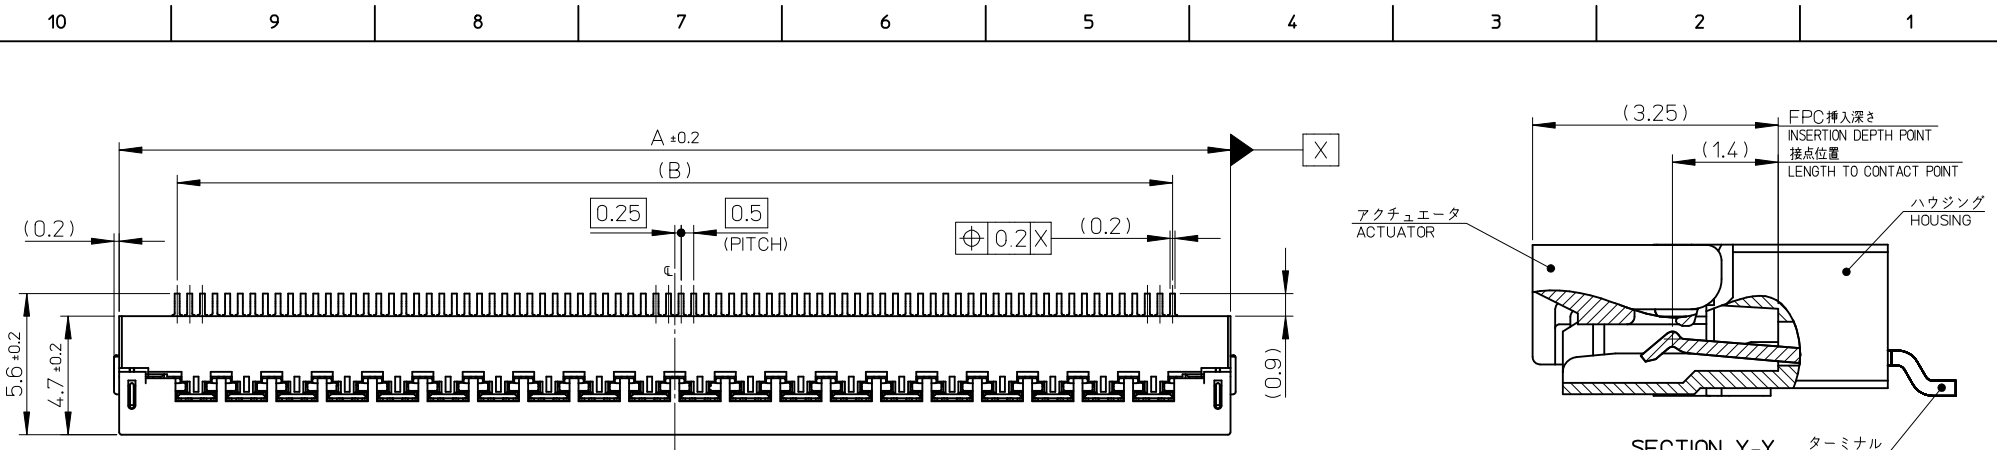 10 9 8 7 6 5 4 3 2 1
A ±0.2
X
(B)
(0.2)
0.25
0.5
(PITCH)
⌖ 0.2 X
(0.2)
℄
5.6 ±0.2
4.7 ±0.2
(0.9)
(3.25)
FPC挿入深さ
INSERTION DEPTH POINT
(1.4)
接点位置
LENGTH TO CONTACT POINT
アクチュエータ
ACTUATOR
ハウジング
HOUSING
SECTION Y-Y
ターミナル